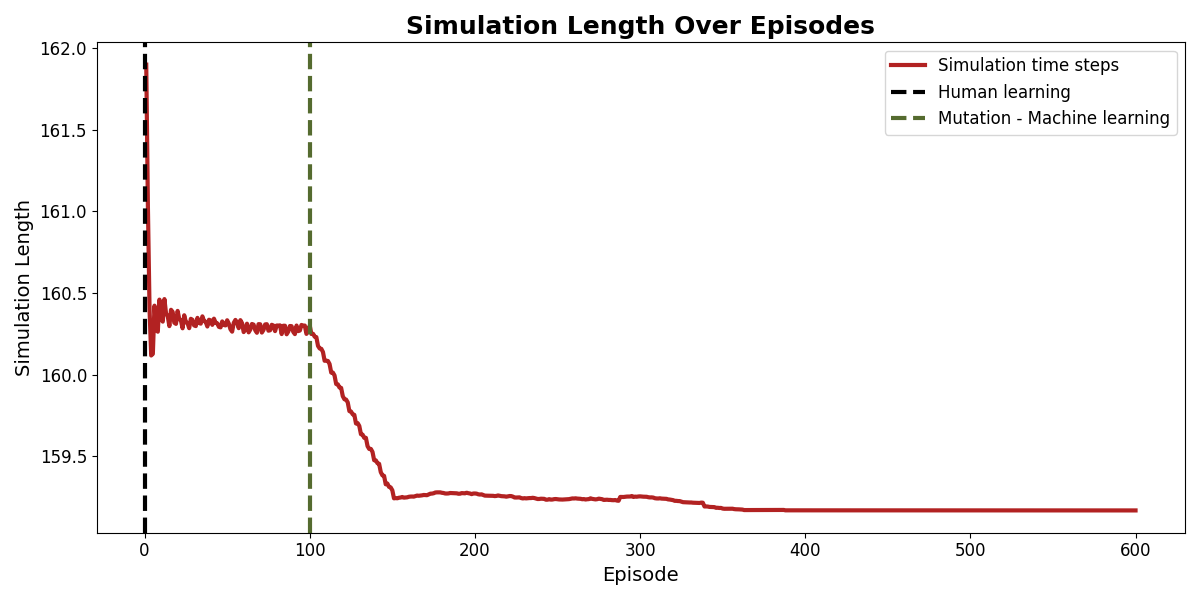 Simulation Length Over Episodes
162.0
161.5
161.0
160.5
160.0
159.5
Simulation Length
Simulation time steps
Human learning
Mutation - Machine learning
0
100
200
300
400
500
600
Episode